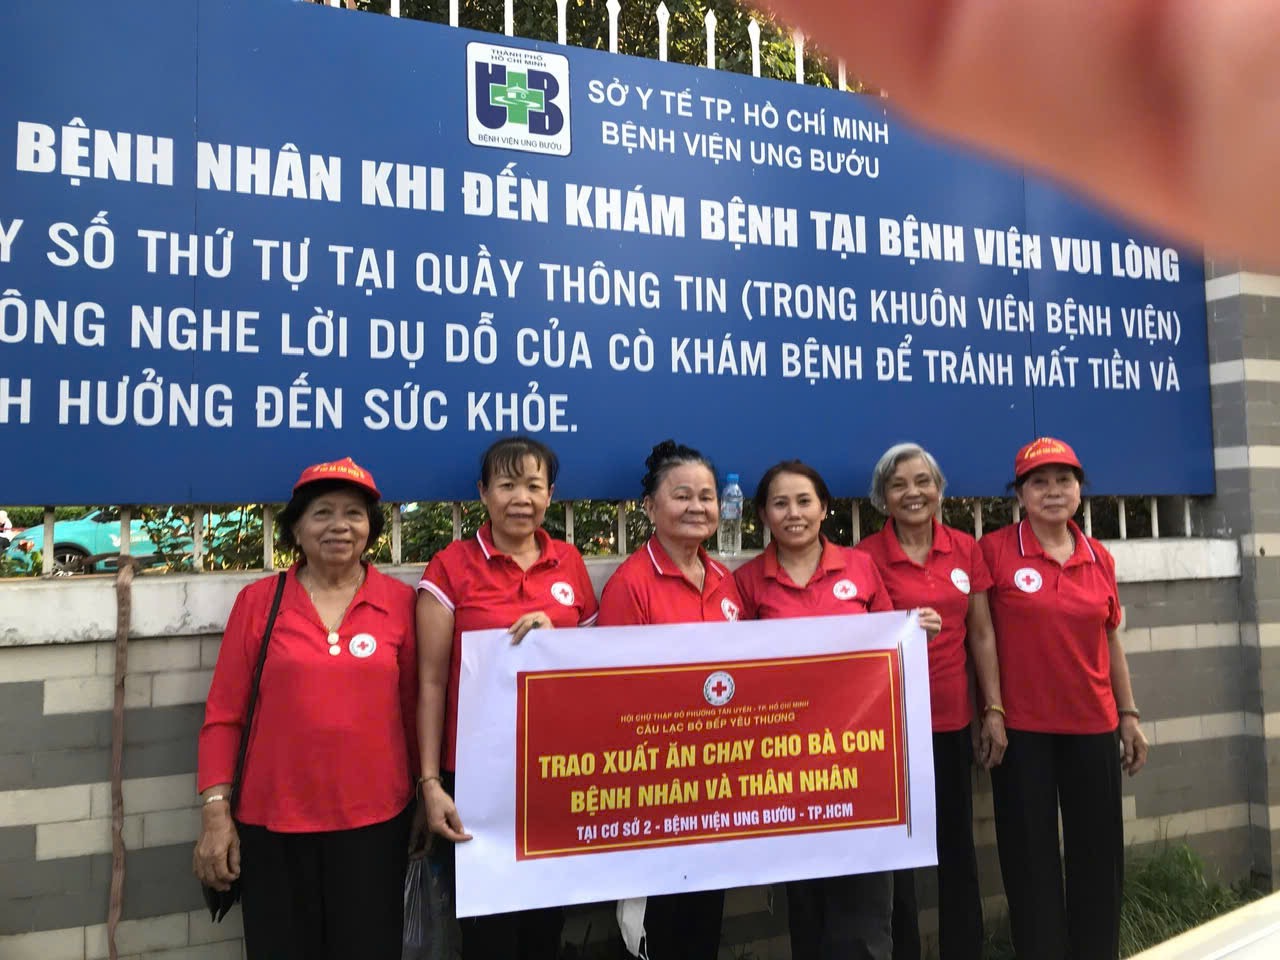 THÀNH PHỐ
HỒ CHÍ MINH
UB
BỆNH VIỆN UNG BƯỚU
SỞ Y TẾ TP. HỒ CHÍ MINH
BỆNH VIỆN UNG BƯỚU
BỆNH NHÂN KHI ĐẾN KHÁM BỆNH TẠI BỆNH VIỆN VUI LÒNG
Y SỐ THỨ TỰ TẠI QUẦY THÔNG TIN (TRONG KHUÔN VIÊN BỆNH VIỆN)
ÔNG NGHE LỜI DỤ DỖ CỦA CÒ KHÁM BỆNH ĐỂ TRÁNH MẤT TIỀN VÀ
H HƯỞNG ĐẾN SỨC KHỎE.
HỘI CHỮ THẬP ĐỎ PHƯỜNG TÂN UYÊN - TP. HỒ CHÍ MINH
CÂU LẠC BỘ BẾP YÊU THƯƠNG
TRAO XUẤT ĂN CHAY CHO BÀ CON
BỆNH NHÂN VÀ THÂN NHÂN
TẠI CƠ SỞ 2 - BỆNH VIỆN UNG BƯỚU - TP.HCM